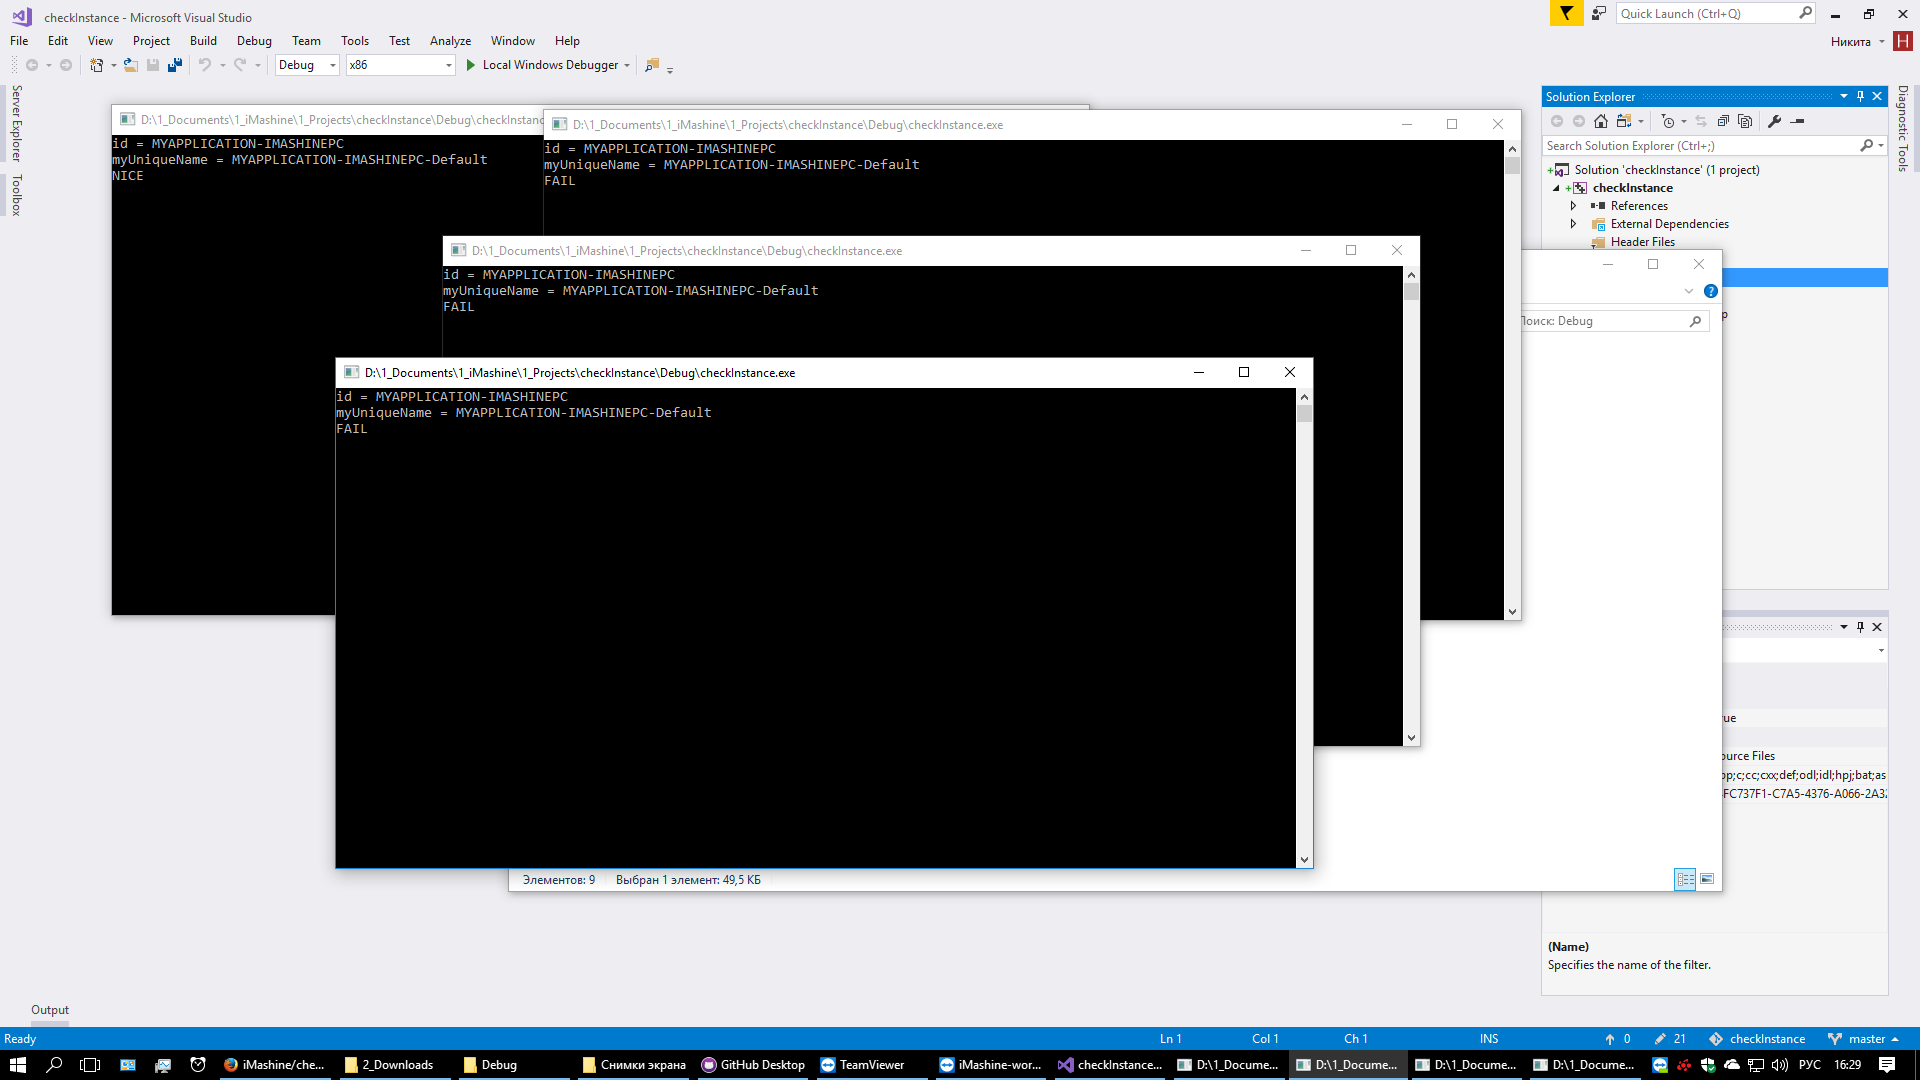 checkInstance - Microsoft Visual Studio
Quick Launch (Ctrl+Q)
File Edit View Project Build Debug Team Tools Test Analyze Window Help
Никита
H
Debug x86 Local Windows Debugger
Server Explorer
Toolbox
D:\1_Documents\1_iMashine\1_Projects\checkInstance\Debug\checkInstanc
id = MYAPPLICATION-IMASHINEPC
myUniqueName = MYAPPLICATION-IMASHINEPC-Default
NICE
D:\1_Documents\1_iMashine\1_Projects\checkInstance\Debug\checkInstance.exe
id = MYAPPLICATION-IMASHINEPC
myUniqueName = MYAPPLICATION-IMASHINEPC-Default
FAIL
D:\1_Documents\1_iMashine\1_Projects\checkInstance\Debug\checkInstance.exe
id = MYAPPLICATION-IMASHINEPC
myUniqueName = MYAPPLICATION-IMASHINEPC-Default
FAIL
D:\1_Documents\1_iMashine\1_Projects\checkInstance\Debug\checkInstance.exe
id = MYAPPLICATION-IMASHINEPC
myUniqueName = MYAPPLICATION-IMASHINEPC-Default
FAIL
Поиск: Debug
Элементов: 9 Выбран 1 элемент: 49,5 КБ
Solution Explorer
Search Solution Explorer (Ctrl+;)
Solution 'checkInstance' (1 project)
checkInstance
References
External Dependencies
Header Files
p
Diagnostic Tools
rue
ource Files
pp;c;cc;cxx;def;odl;idl;hpj;bat;as
FC737F1-C7A5-4376-A066-2A32
(Name)
Specifies the name of the filter.
Output
Ready Ln 1 Col 1 Ch 1 INS 0 21 checkInstance master
iMashine/che... 2_Downloads Debug Снимки экрана GitHub Desktop TeamViewer iMashine-wor... checkInstance... D:\1_Docume... D:\1_Docume... D:\1_Docume... D:\1_Docume... РУС 16:29